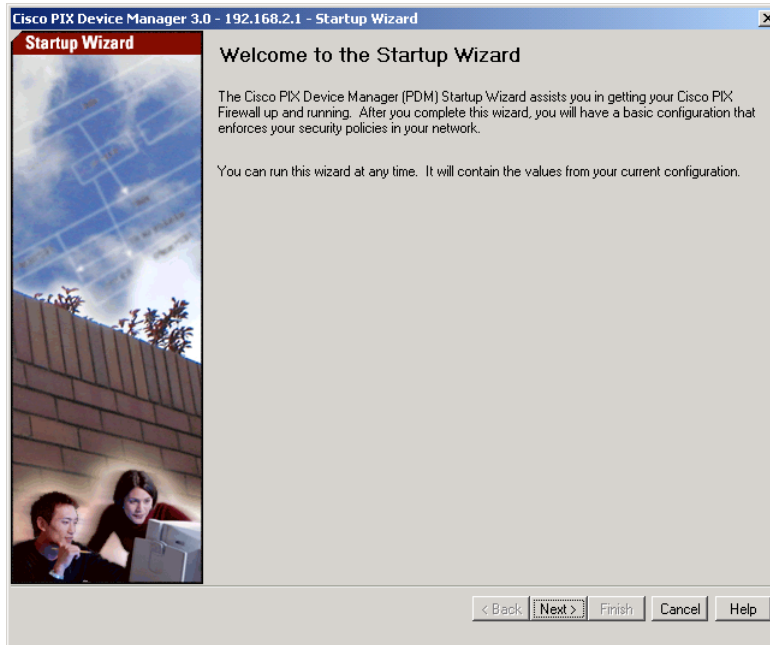 Cisco PIX Device Manager 3.0 - 192.168.2.1 - Startup Wizard
Startup Wizard
Welcome to the Startup Wizard
The Cisco PIX Device Manager (PDM) Startup Wizard assists you in getting your Cisco PIX
Firewall up and running. After you complete this wizard, you will have a basic configuration that
enforces your security policies in your network.
You can run this wizard at any time. It will contain the values from your current configuration.
< Back Next > Finish Cancel Help